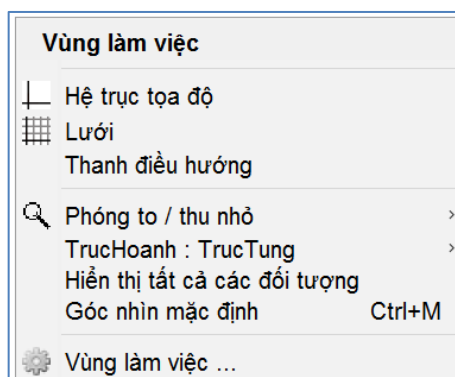 Vùng làm việc
Hệ trục tọa độ
Lưới
Thanh điều hướng
Phóng to / thu nhỏ
TrucHoanh : TrucTung
Hiển thị tất cả các đối tượng
Góc nhìn mặc định Ctrl+M
Vùng làm việc ...